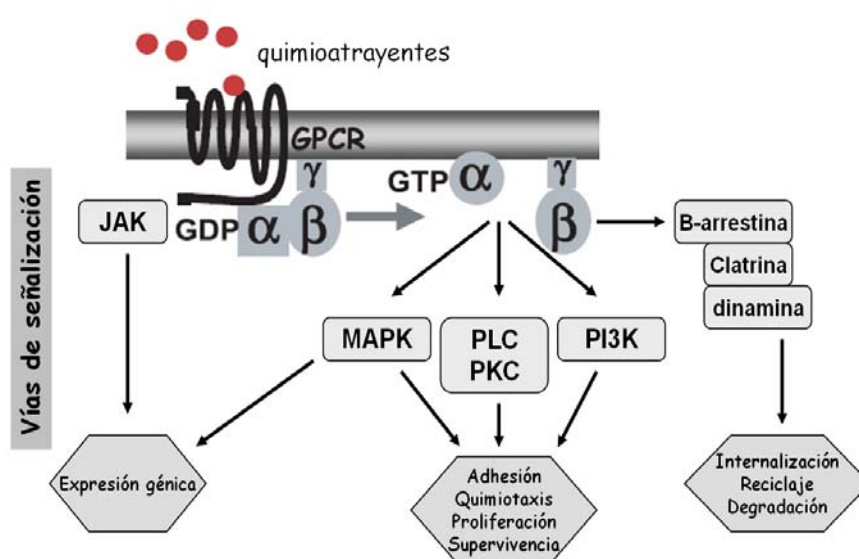 quimioatrayentes
GPCR
Vías de señalización
JAK
GDP α β γ
GTP α
γ
β
B-arrestina
Clatrina
dinamina
MAPK
PLC
PKC
PI3K
Expresión génica
Adhesión
Quimiotaxis
Proliferación
Supervivencia
Internalización
Reciclaje
Degradación